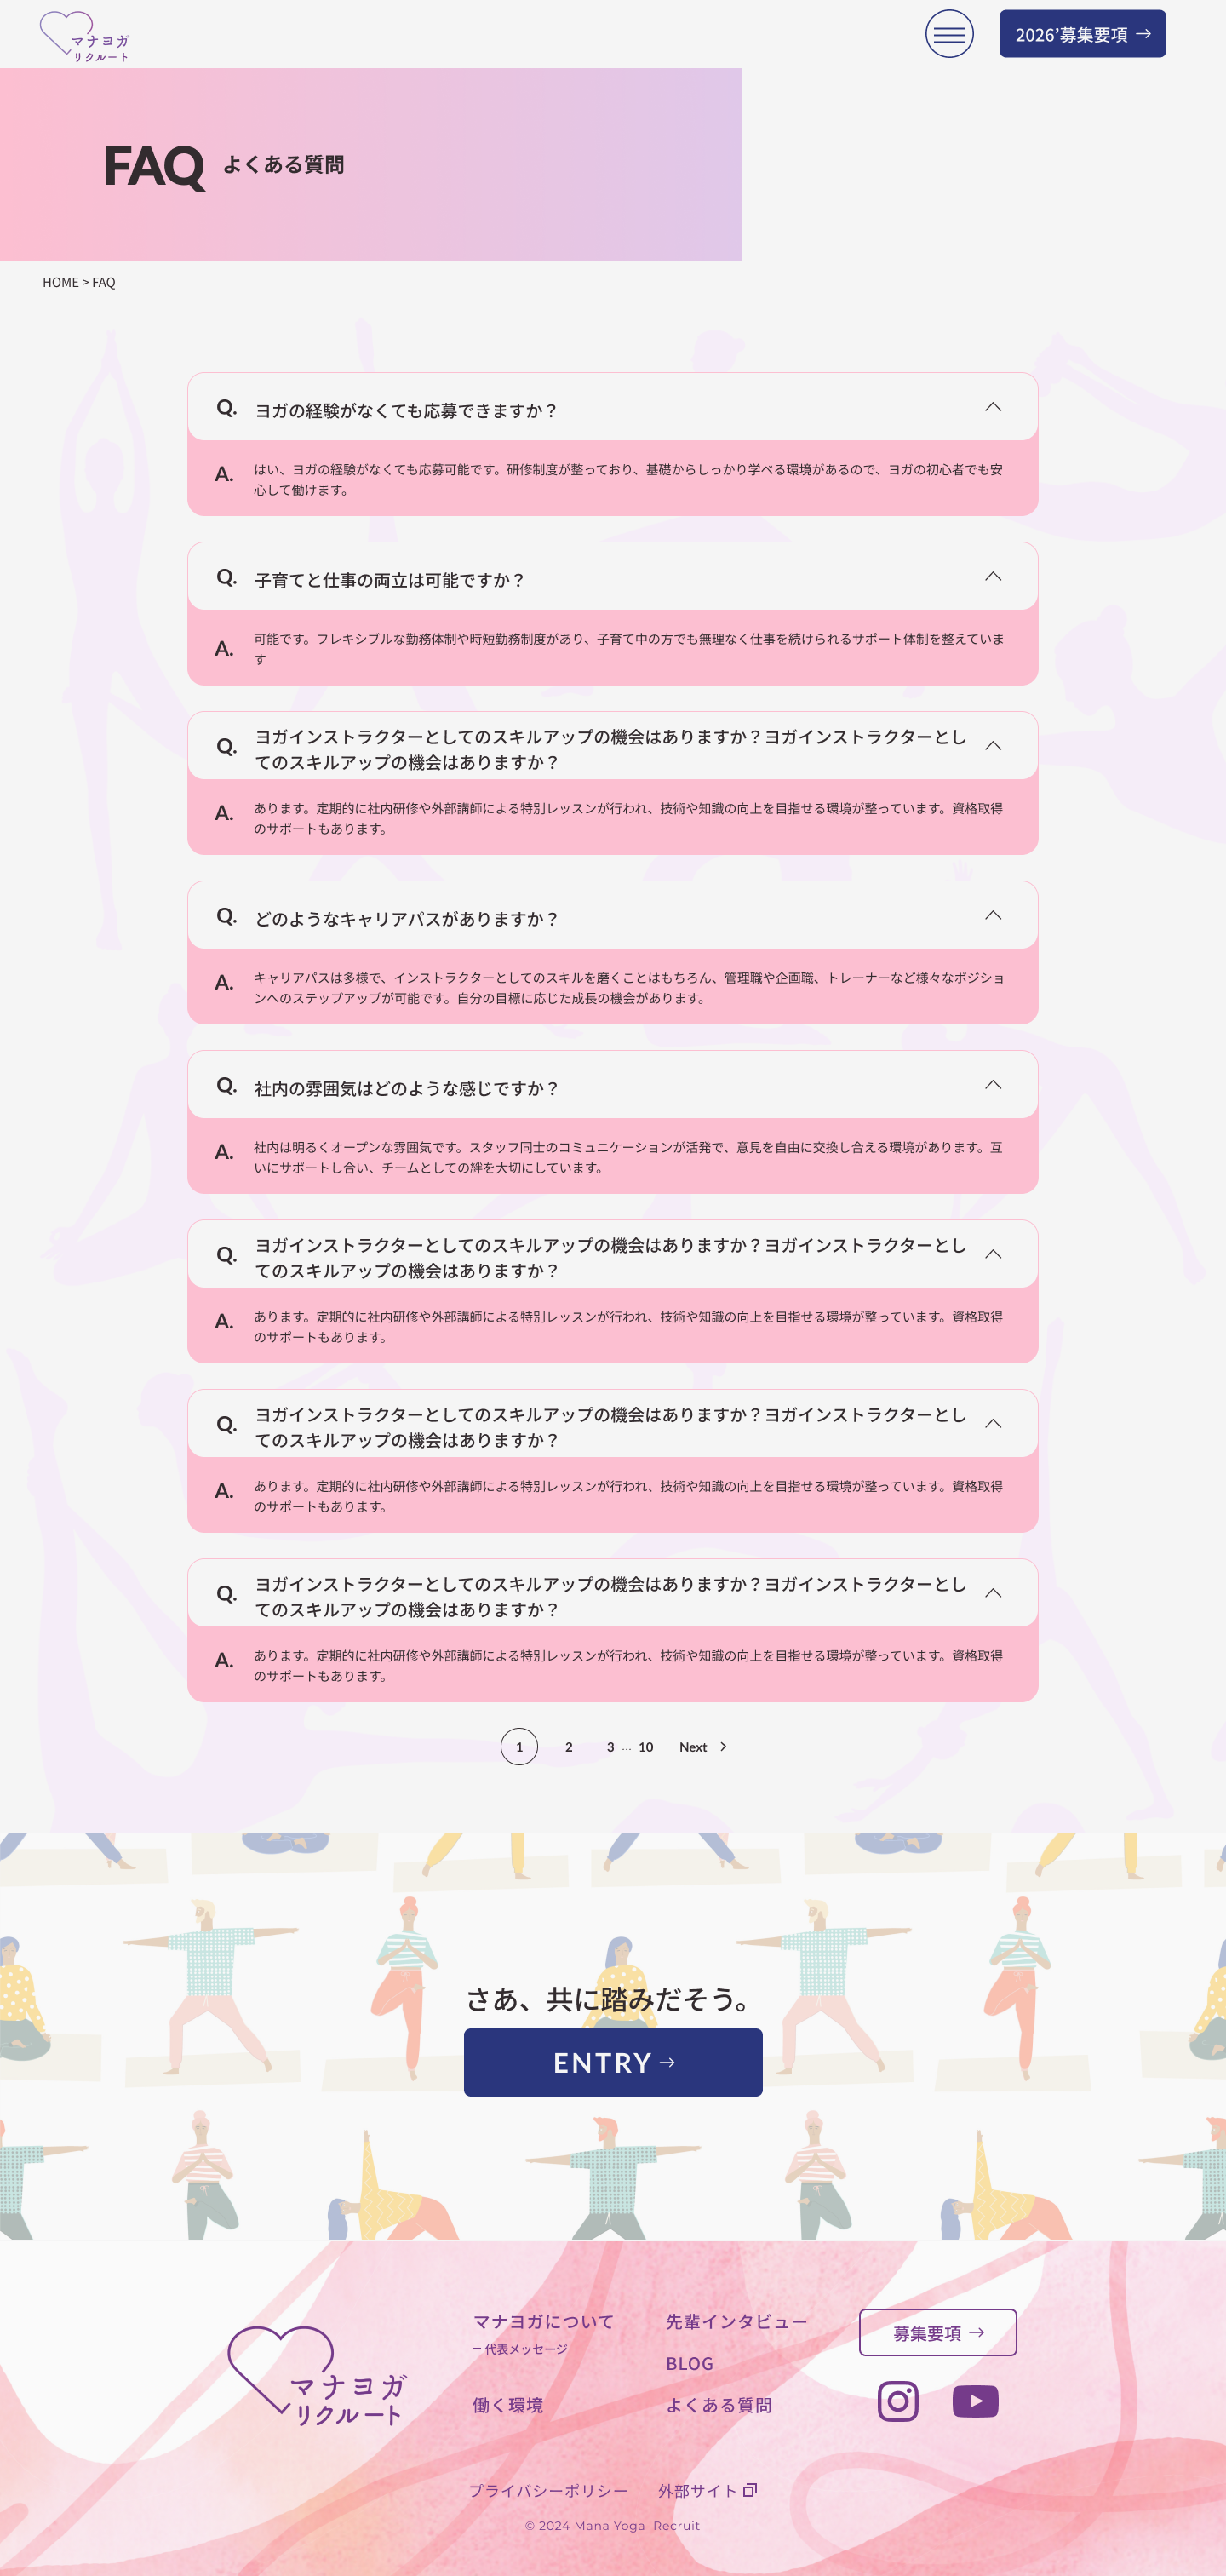 マナヨガ
リクルート
2026’募集要項
FAQ よくある質問
HOME > FAQ
Q. ヨガの経験がなくても応募できますか？
A. はい、ヨガの経験がなくても応募可能です。研修制度が整っており、基礎からしっかり学べる環境があるので、ヨガの初心者でも安
心して働けます。
Q. 子育てと仕事の両立は可能ですか？
A. 可能です。フレキシブルな勤務体制や時短勤務制度があり、子育て中の方でも無理なく仕事を続けられるサポート体制を整えていま
す
Q. ヨガインストラクターとしてのスキルアップの機会はありますか？ヨガインストラクターとし
てのスキルアップの機会はありますか？
A. あります。定期的に社内研修や外部講師による特別レッスンが行われ、技術や知識の向上を目指せる環境が整っています。資格取得
のサポートもあります。
Q. どのようなキャリアパスがありますか？
A. キャリアパスは多様で、インストラクターとしてのスキルを磨くことはもちろん、管理職や企画職、トレーナーなど様々なポジショ
ンへのステップアップが可能です。自分の目標に応じた成長の機会があります。
Q. 社内の雰囲気はどのような感じですか？
A. 社内は明るくオープンな雰囲気です。スタッフ同士のコミュニケーションが活発で、意見を自由に交換し合える環境があります。互
いにサポートし合い、チームとしての絆を大切にしています。
Q. ヨガインストラクターとしてのスキルアップの機会はありますか？ヨガインストラクターとし
てのスキルアップの機会はありますか？
A. あります。定期的に社内研修や外部講師による特別レッスンが行われ、技術や知識の向上を目指せる環境が整っています。資格取得
のサポートもあります。
Q. ヨガインストラクターとしてのスキルアップの機会はありますか？ヨガインストラクターとし
てのスキルアップの機会はありますか？
A. あります。定期的に社内研修や外部講師による特別レッスンが行われ、技術や知識の向上を目指せる環境が整っています。資格取得
のサポートもあります。
Q. ヨガインストラクターとしてのスキルアップの機会はありますか？ヨガインストラクターとし
てのスキルアップの機会はありますか？
A. あります。定期的に社内研修や外部講師による特別レッスンが行われ、技術や知識の向上を目指せる環境が整っています。資格取得
のサポートもあります。
1 2 3 ... 10 Next
さあ、共に踏みだそう。
ENTRY
マナヨガ
リクルート
マナヨガについて
ー 代表メッセージ
働く環境
先輩インタビュー
BLOG
よくある質問
募集要項
プライバシーポリシー 外部サイト
© 2024 Mana Yoga Recruit